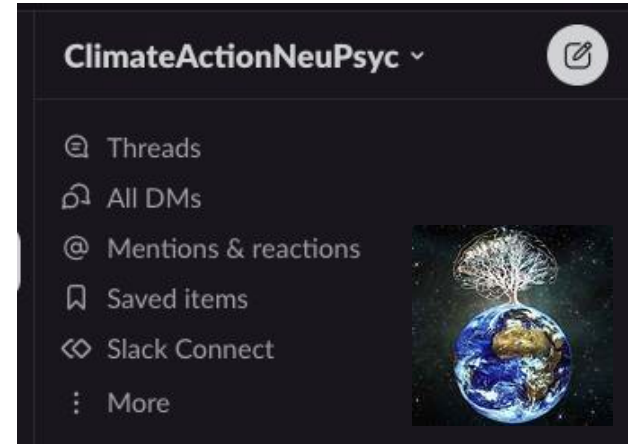 ClimateActionNeuPsyc
Threads
All DMs
@ Mentions & reactions
Saved items
Slack Connect
More